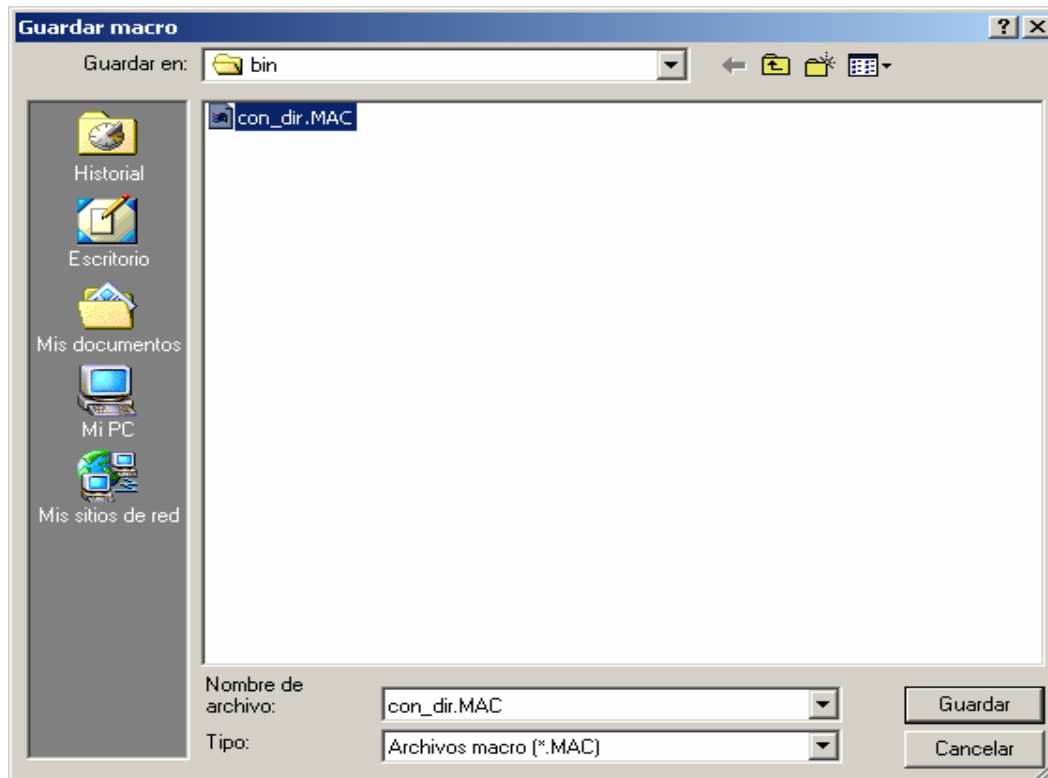 Guardar macro
Guardar en:
bin
con_dir.MAC
Historial
Escritorio
Mis documentos
Mi PC
Mis sitios de red
Nombre de
archivo:
con_dir.MAC
Guardar
Tipo:
Archivos macro (*.MAC)
Cancelar